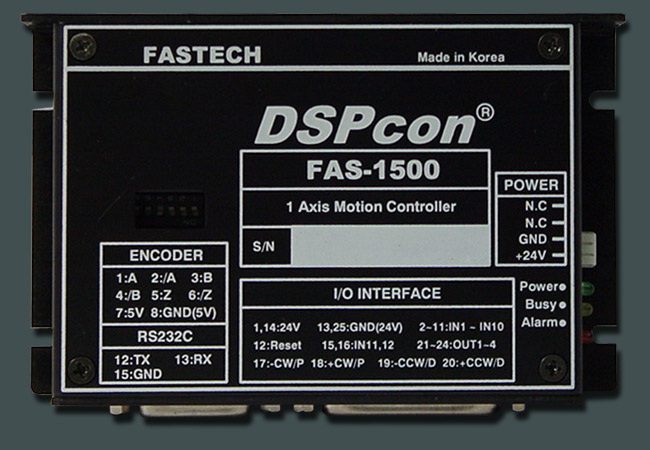 FASTECH
Made in Korea
DSPcon®
FAS-1500
1 Axis Motion Controller
S/N
POWER
N.C
N.C
GND
+24V
ENCODER
1:A 2:/A 3:B
4:/B 5:Z 6:/Z
7:5V 8:GND(5V)
RS232C
12:TX 13:RX
15:GND
I/O INTERFACE
1,14:24V 13,25:GND(24V) 2~11:IN1 ~ IN10
12:Reset 15,16:IN11,12 21~24:OUT1~4
17:-CW/P 18:+CW/P 19:-CCW/D 20:+CCW/D
Power
Busy
Alarm